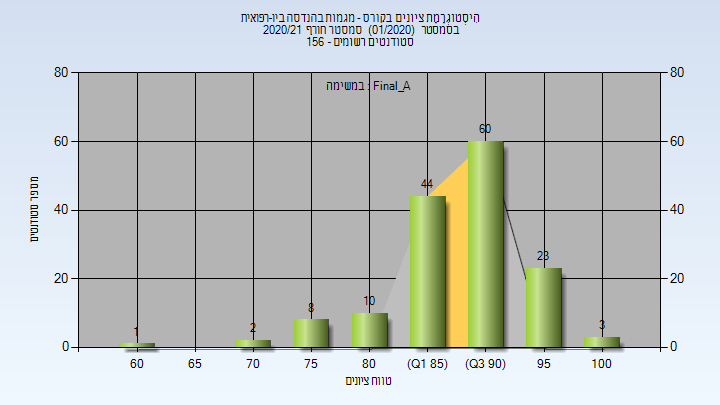 היסטוגרמת ציונים בקורס - מגמות בהנדסה ביו-רפואית
בסמסטר (01/2020) סמסטר חורף 2020/21
סטודנטים רשומים - 156
במשימה : Final_A
80 80
60 60
40 40
20 20
0 0
מספר סטודנטים
1 2 8 10 44 60 23 3
60 65 70 75 80 (Q1 85) (Q3 90) 95 100
טווח ציונים